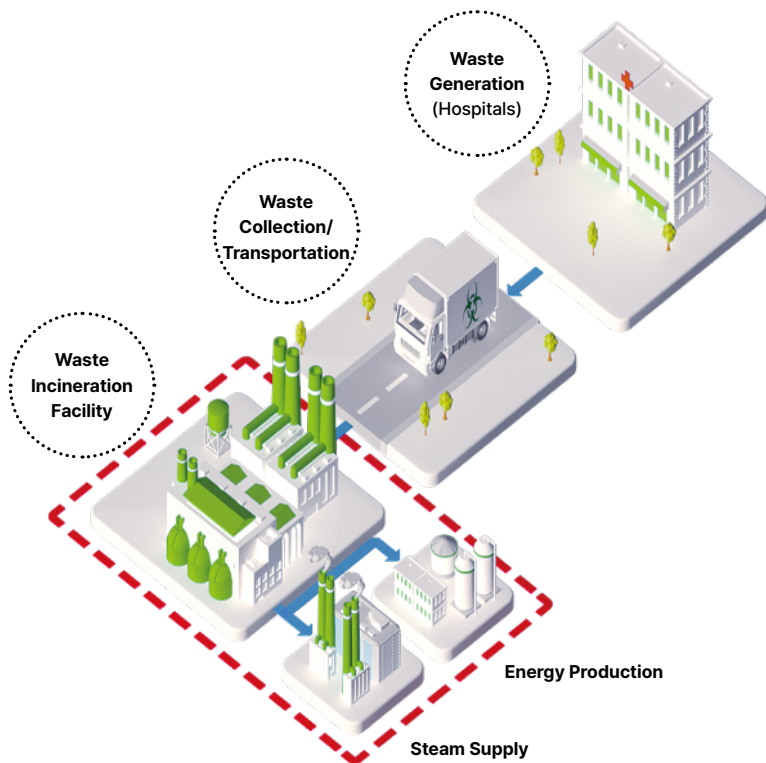 Waste
Generation
(Hospitals)
Waste
Collection/
Transportation
Waste
Incineration
Facility
Energy Production
Steam Supply